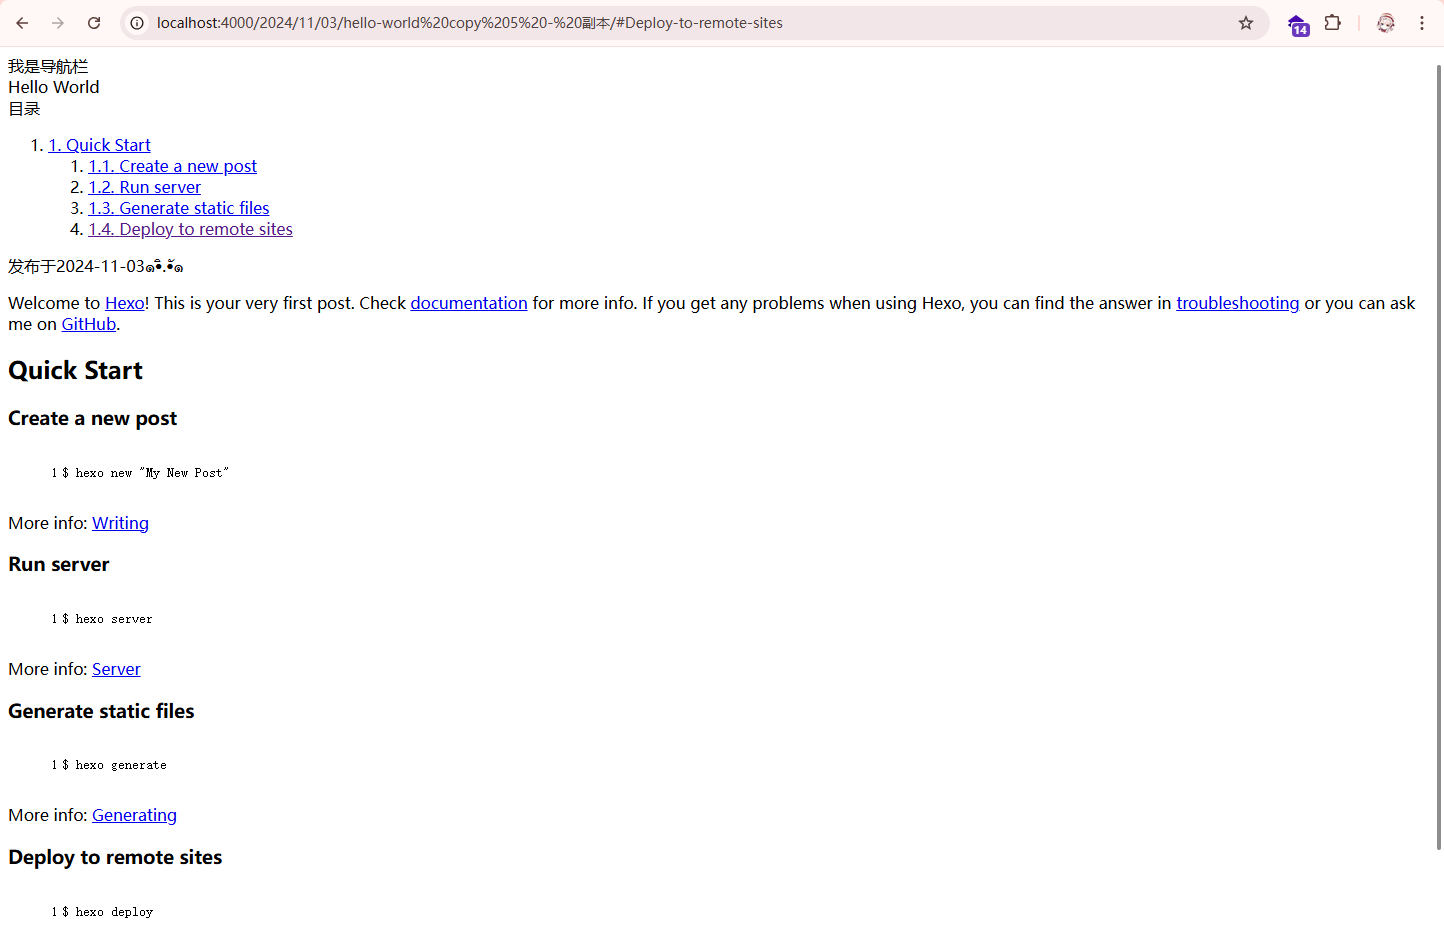 localhost:4000/2024/11/03/hello-world%20copy%205%20-%20副本/#Deploy-to-remote-sites
14
我是导航栏
Hello World
目录
1. 1. Quick Start
1. 1.1. Create a new post
2. 1.2. Run server
3. 1.3. Generate static files
4. 1.4. Deploy to remote sites
发布于2024-11-03
Welcome to Hexo! This is your very first post. Check documentation for more info. If you get any problems when using Hexo, you can find the answer in troubleshooting or you can ask
me on GitHub.
Quick Start
Create a new post
1 $ hexo new "My New Post"
More info: Writing
Run server
1 $ hexo server
More info: Server
Generate static files
1 $ hexo generate
More info: Generating
Deploy to remote sites
1 $ hexo deploy